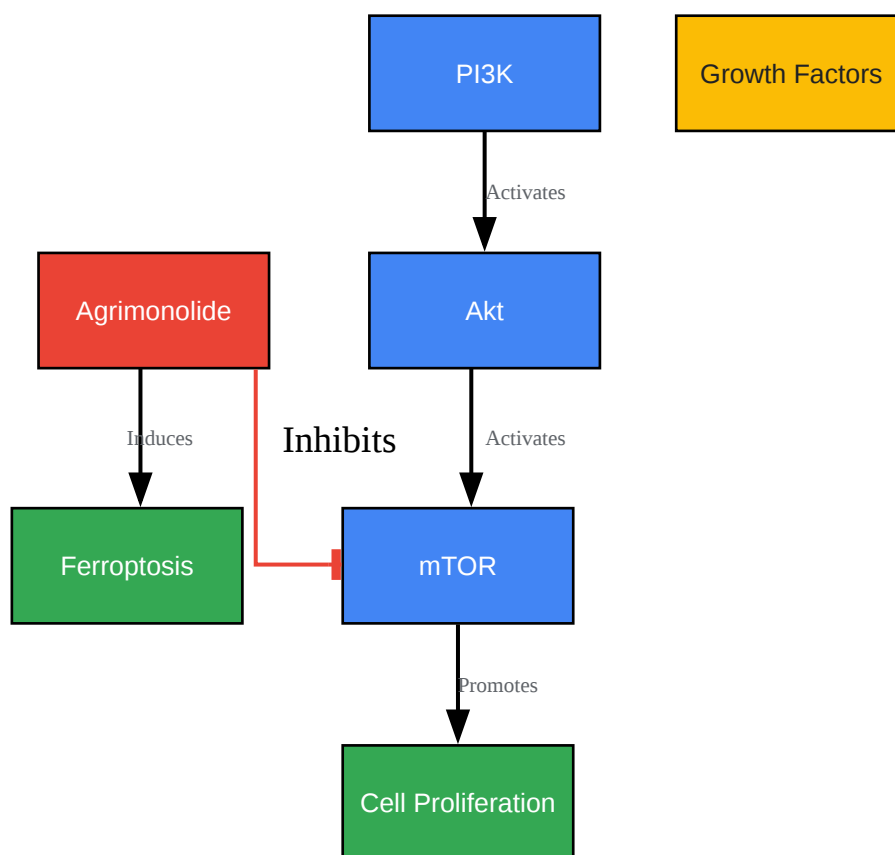 PI3K
Growth Factors
Activates
Agrimonolide
Akt
Induces
Inhibits
Activates
Ferroptosis
mTOR
Promotes
Cell Proliferation